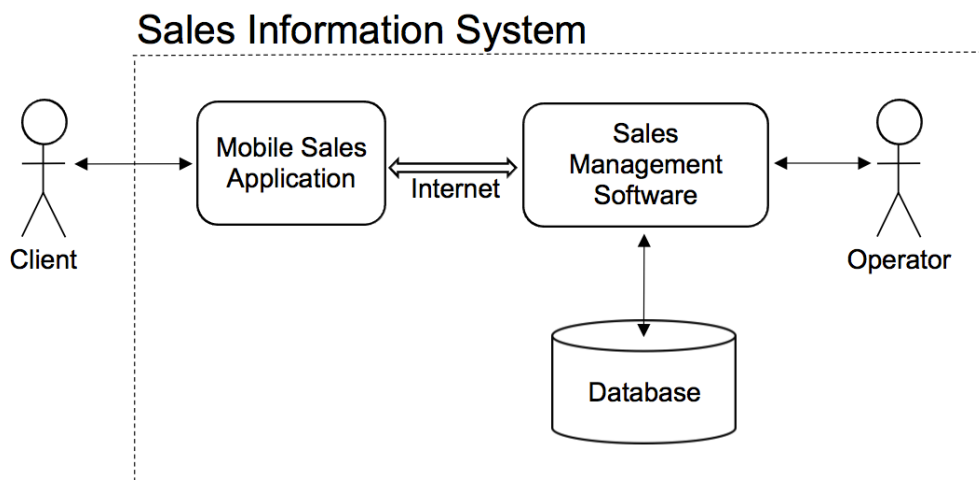 Sales Information System
Mobile Sales
Application
Internet
Sales
Management
Software
Client
Operator
Database